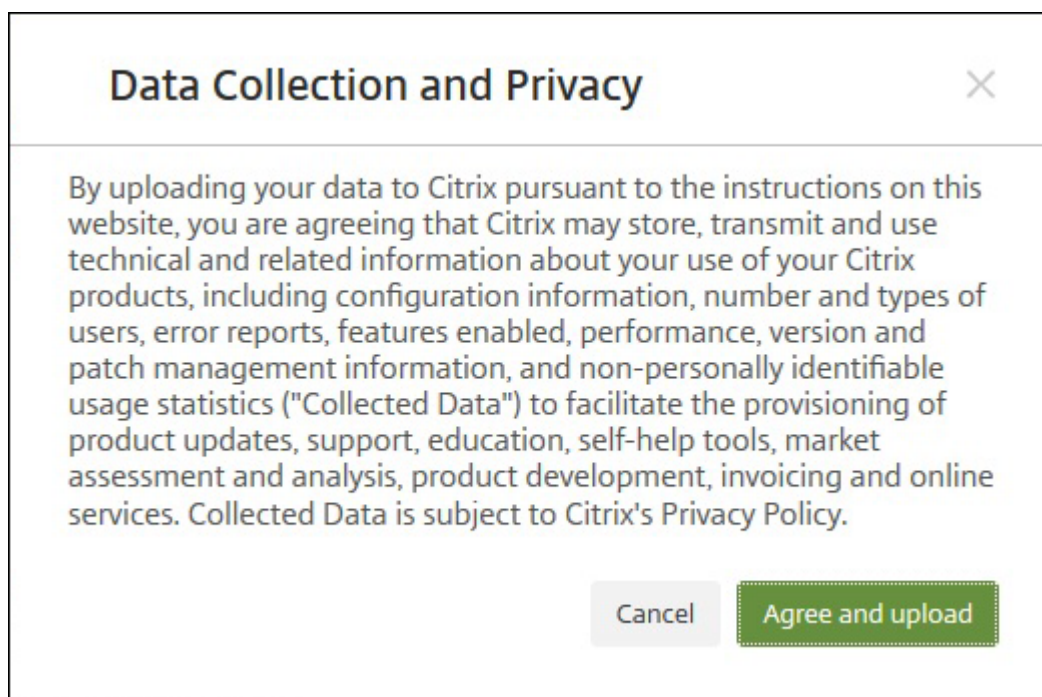 Data Collection and Privacy
By uploading your data to Citrix pursuant to the instructions on this
website, you are agreeing that Citrix may store, transmit and use
technical and related information about your use of your Citrix
products, including configuration information, number and types of
users, error reports, features enabled, performance, version and
patch management information, and non-personally identifiable
usage statistics ("Collected Data") to facilitate the provisioning of
product updates, support, education, self-help tools, market
assessment and analysis, product development, invoicing and online
services. Collected Data is subject to Citrix's Privacy Policy.
Cancel
Agree and upload